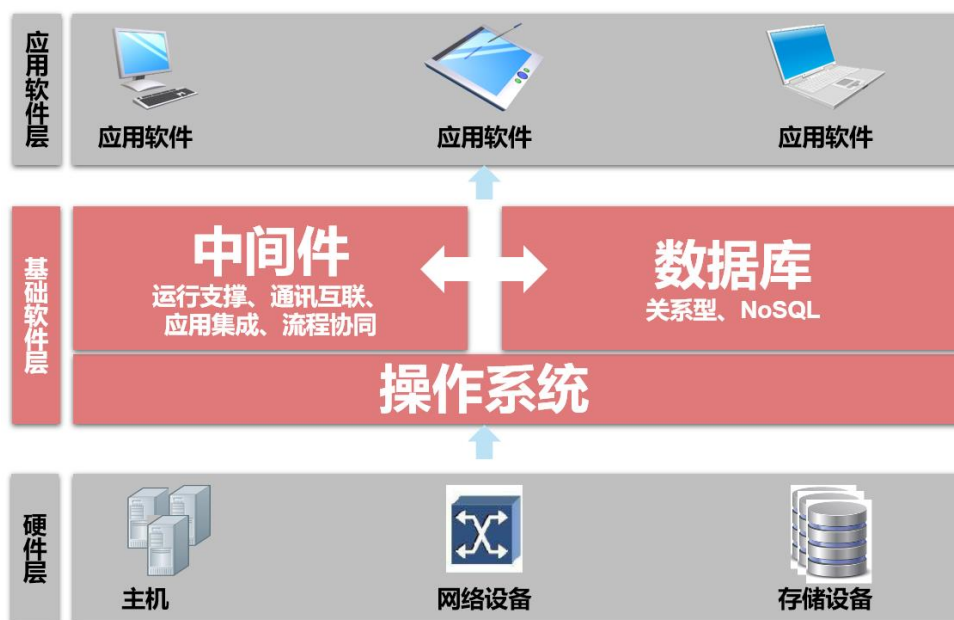 应用软件层
应用软件
应用软件
应用软件
基础软件层
中间件
运行支撑、通讯互联、
应用集成、流程协同
数据库
关系型、NoSQL
操作系统
硬件层
主机
网络设备
存储设备